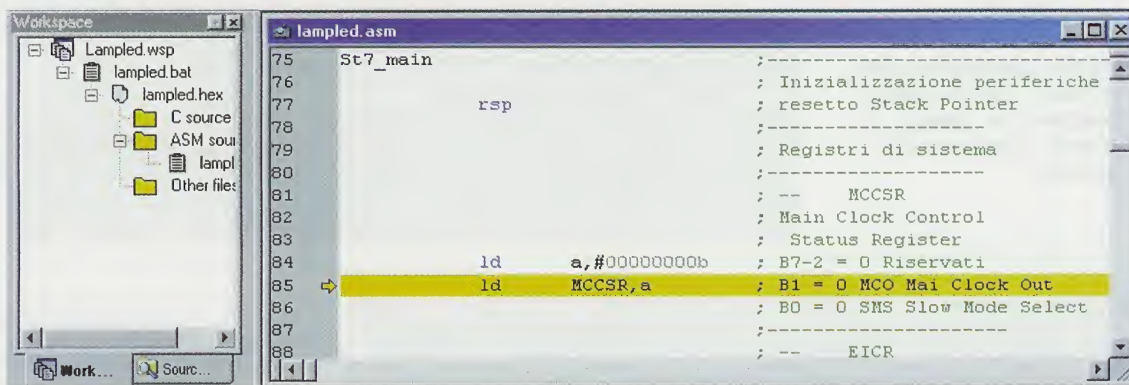 Workspace
Lampled.wsp
lampled.bat
lampled.hex
C source
ASM sour
lampl
Other files
Work...
Sourc...
lampled.asm
75 St7_main ;-----------------------------------
76 ; Inizializzazione periferiche
77 rsp ; resetto Stack Pointer
78 ;-------------------
79 ; Registri di sistema
80 ;-------------------
81 ; -- MCCSR
82 ; Main Clock Control
83 ; Status Register
84 ld a,#00000000b ; B7-2 = 0 Riservati
85 ld MCCSR,a ; B1 = 0 MCO Mai Clock Out
86 ; B0 = 0 SMS Slow Mode Select
87 ;---------------------
88 ; -- EICR